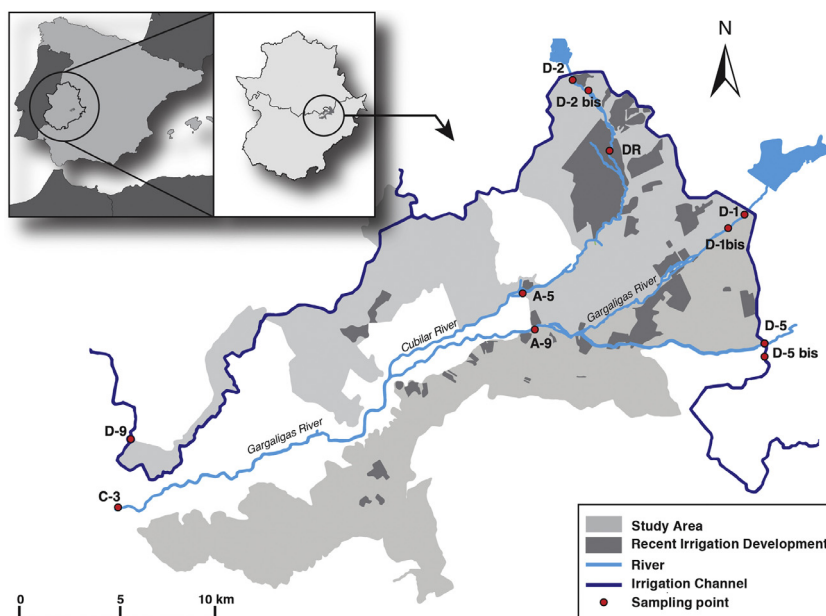 N
D-2
D-2 bis
DR
D-1
D-1bis
Gargaligas River
A-5
Cubilar River
A-9
D-5
D-5 bis
Gargaligas River
D-9
C-3
Study Area
Recent Irrigation Development
River
Irrigation Channel
Sampling point
0 5 10 km